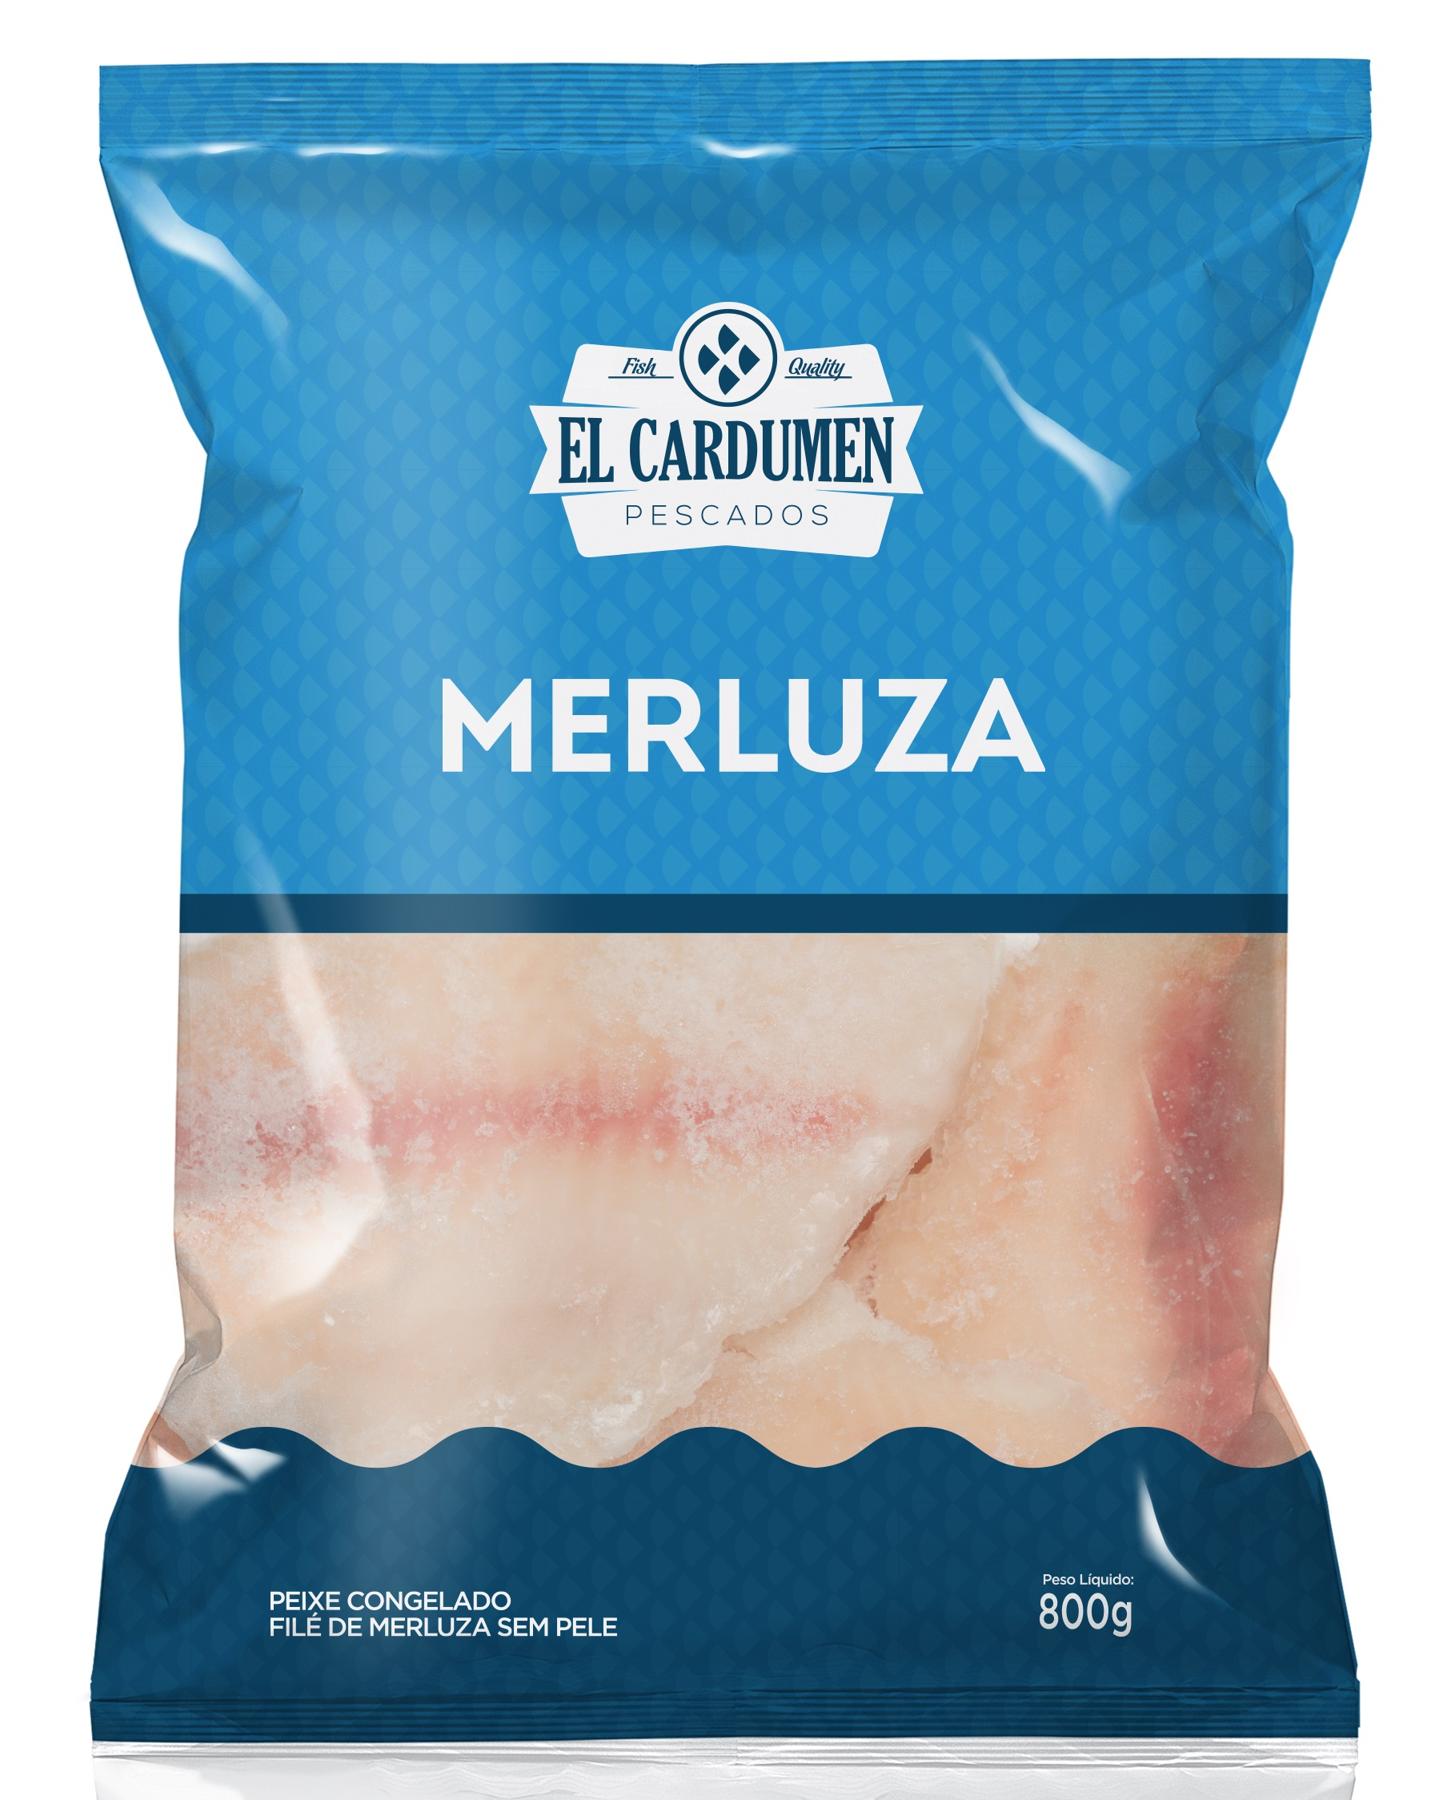 Fish Quality
EL CARDUMEN
PESCADOS
MERLUZA
PEIXE CONGELADO
FILÉ DE MERLUZA SEM PELE
Peso Líquido:
800g